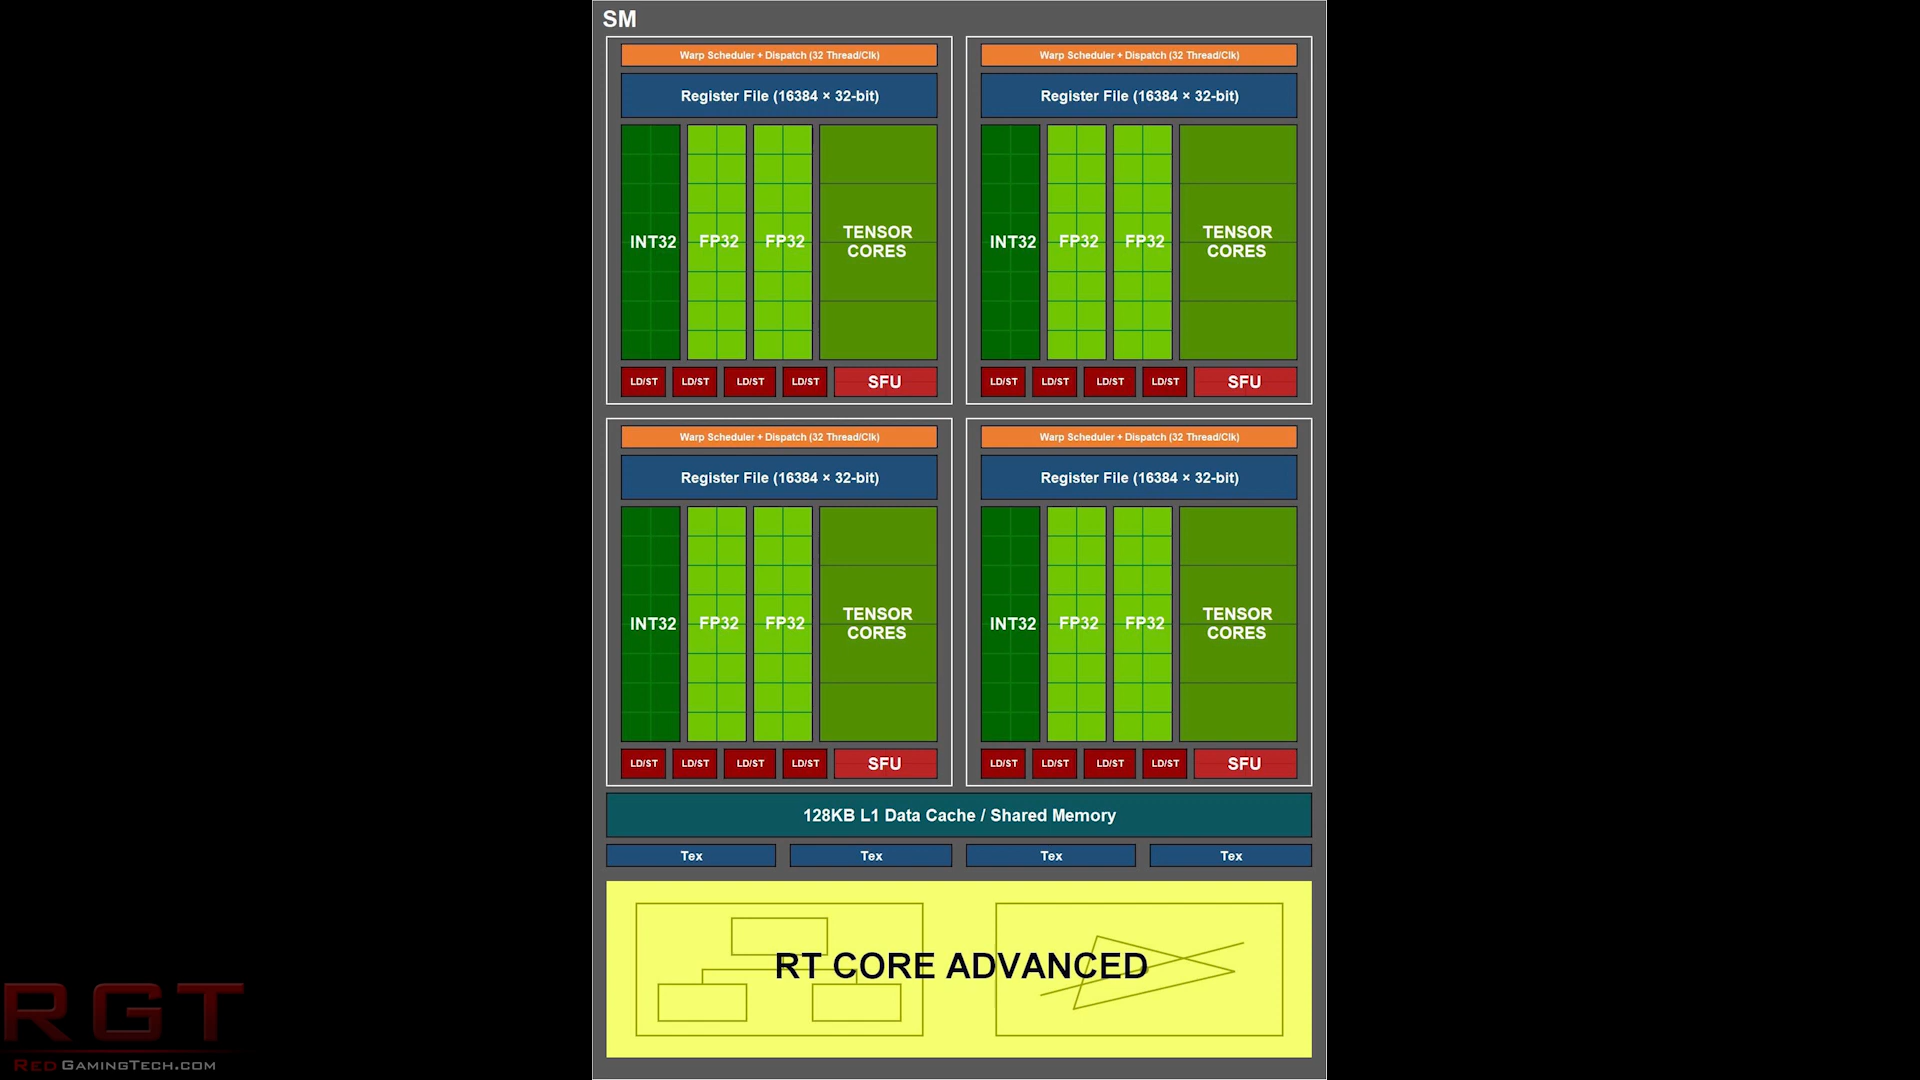 SM
Warp Scheduler + Dispatch (32 Thread/Clk)
Register File (16384 × 32-bit)
INT32 FP32 FP32 TENSOR
CORES
LD/ST LD/ST LD/ST LD/ST SFU
Warp Scheduler + Dispatch (32 Thread/Clk)
Register File (16384 × 32-bit)
INT32 FP32 FP32 TENSOR
CORES
LD/ST LD/ST LD/ST LD/ST SFU
Warp Scheduler + Dispatch (32 Thread/Clk)
Register File (16384 × 32-bit)
INT32 FP32 FP32 TENSOR
CORES
LD/ST LD/ST LD/ST LD/ST SFU
Warp Scheduler + Dispatch (32 Thread/Clk)
Register File (16384 × 32-bit)
INT32 FP32 FP32 TENSOR
CORES
LD/ST LD/ST LD/ST LD/ST SFU
128KB L1 Data Cache / Shared Memory
Tex Tex Tex Tex
RT CORE ADVANCED
RGT
REDGAMINGTECH.COM